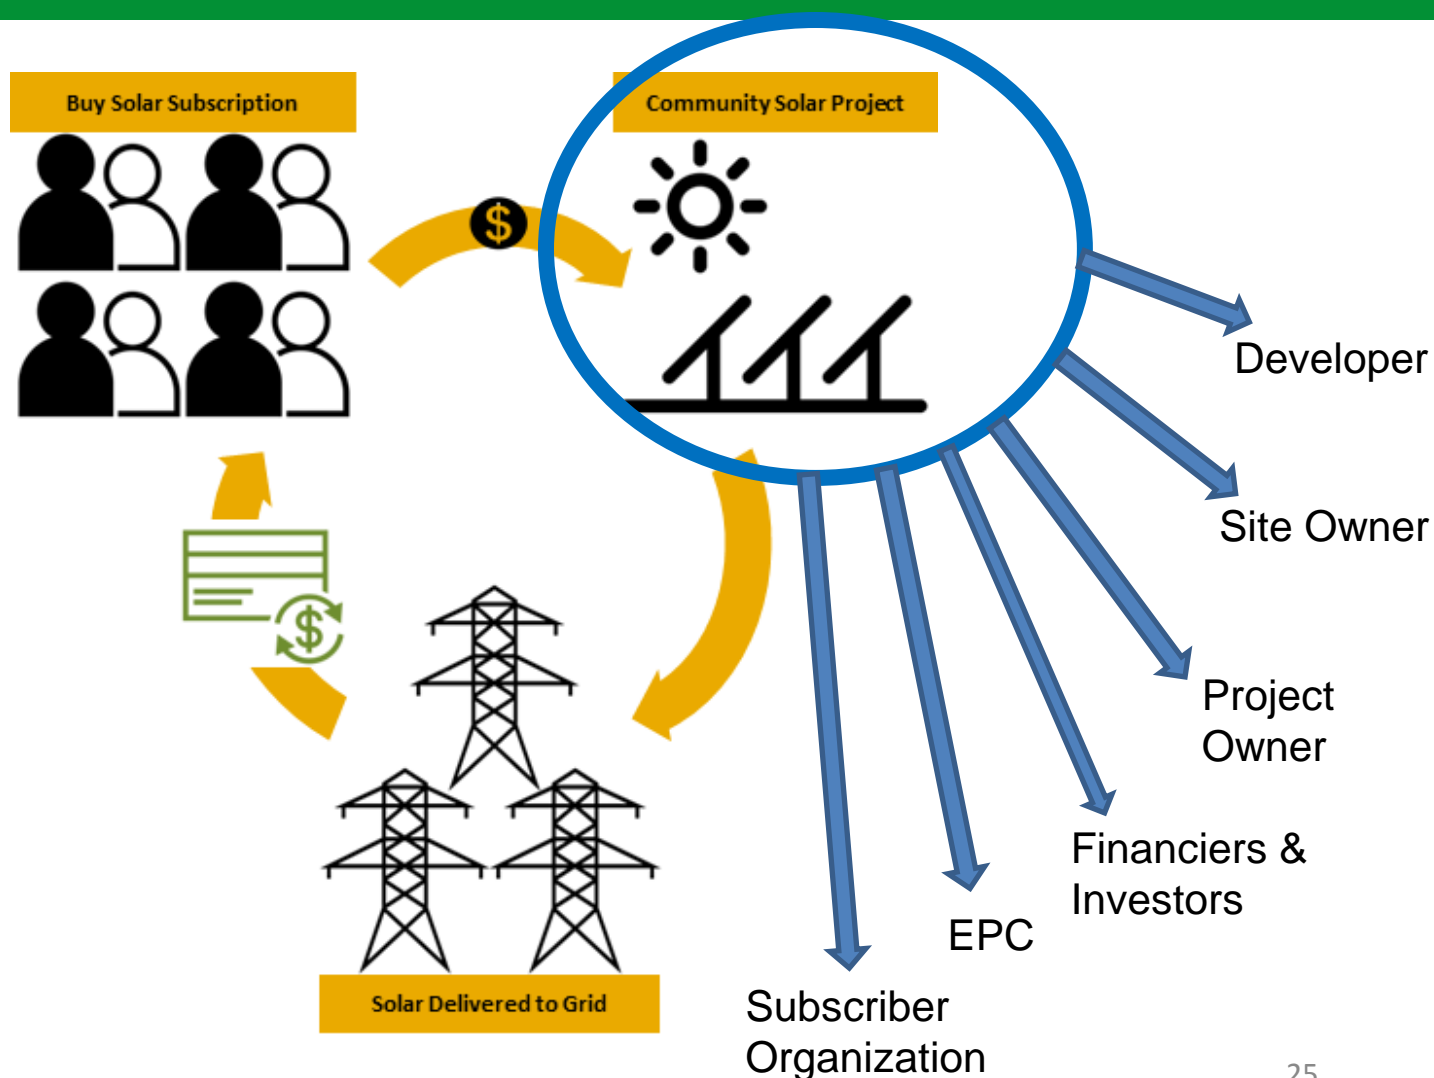 Buy Solar Subscription
Community Solar Project
$
Developer
Site Owner
$
Project
Owner
Financiers &
Investors
EPC
Solar Delivered to Grid
Subscriber
Organization
25